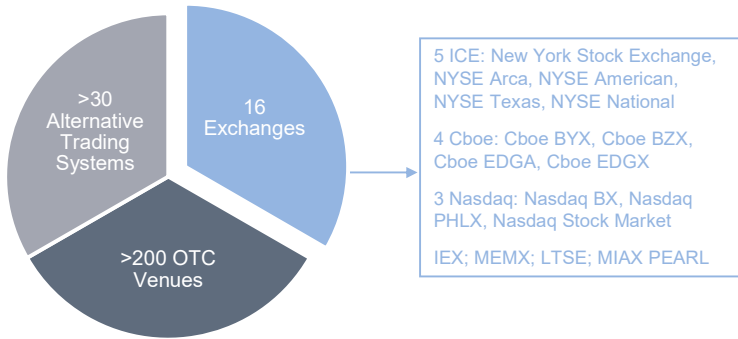 >30
Alternative
Trading
Systems
16
Exchanges
>200 OTC
Venues
5 ICE: New York Stock Exchange,
NYSE Arca, NYSE American,
NYSE Texas, NYSE National
4 Cboe: Cboe BYX, Cboe BZX,
Cboe EDGA, Cboe EDGX
3 Nasdaq: Nasdaq BX, Nasdaq
PHLX, Nasdaq Stock Market
IEX; MEMX; LTSE; MIAX PEARL